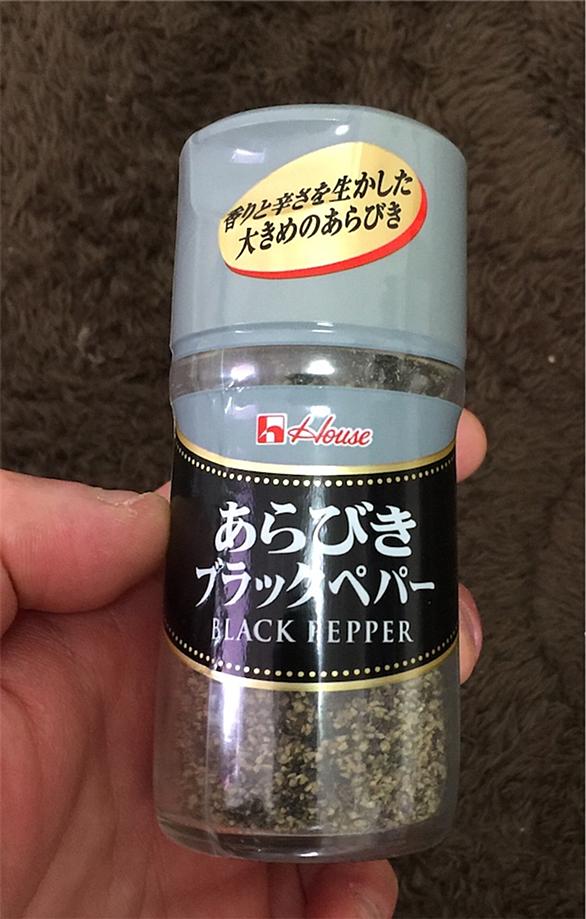 香りと辛さを生かした
大きめのあらびき
House
あらびき
ブラックペパー
BLACK PEPPER